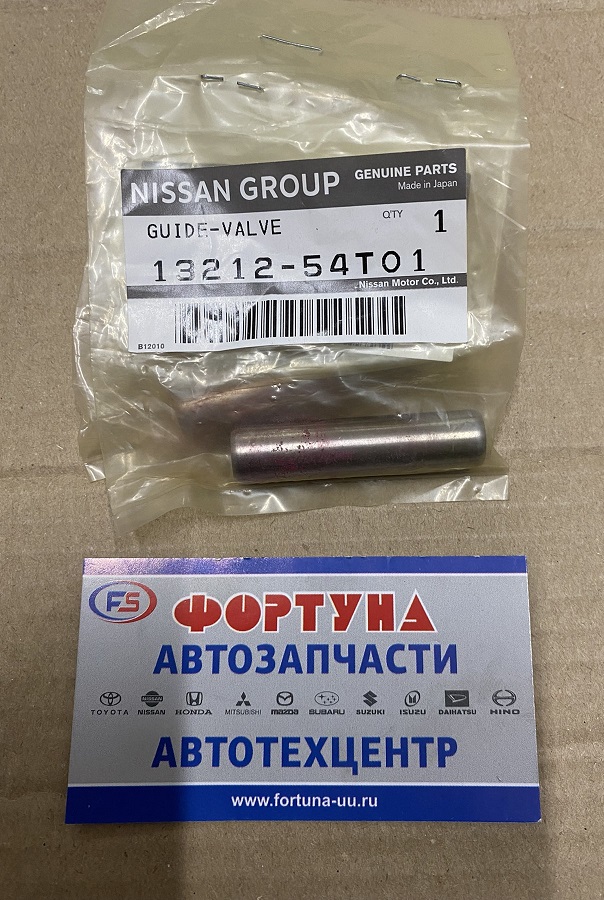 NISSAN GROUP GENUINE PARTS
Made in Japan
GUIDE-VALVE Q'TY 1
13212-54T01
Nissan Motor Co., Ltd.
B12010
FS ФОРТУНА
АВТОЗАПЧАСТИ
TOYOTA NISSAN HONDA MITSUBISHI mazda SUBARU SUZUKI ISUZU DAIHATSU HINO
АВТОТЕХЦЕНТР
www.fortuna-uu.ru